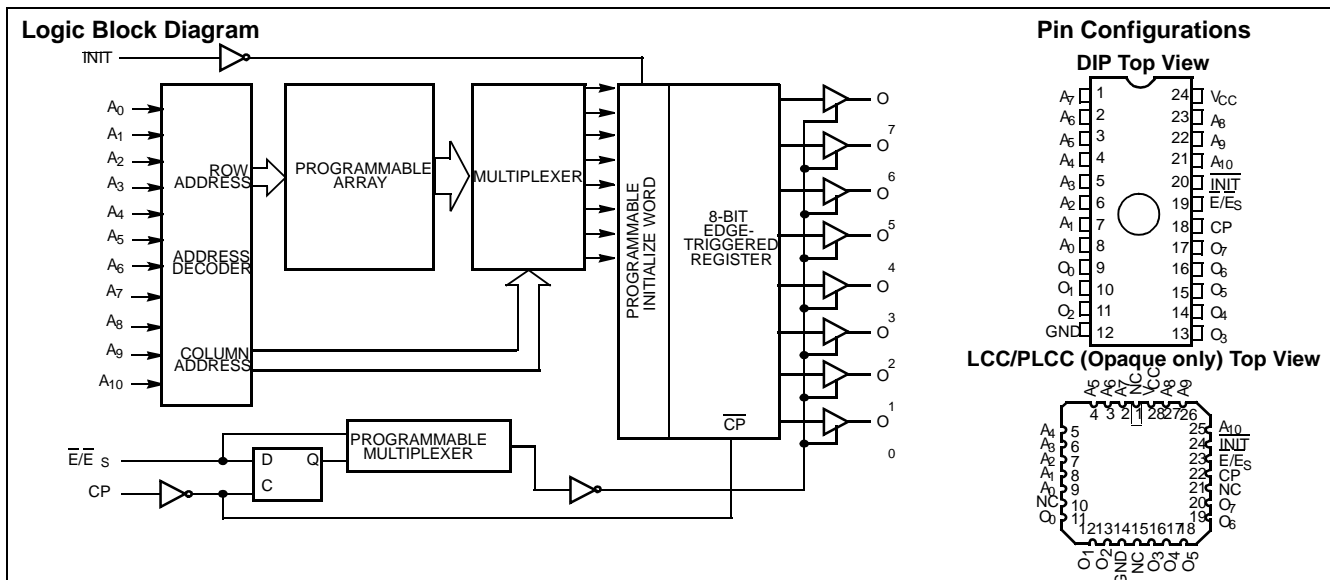 Logic Block Diagram
INIT
A0
A1
A2
A3
A4
A5
A6
A7
A8
A9
A10
ROW
ADDRESS
ADDRESS
DECODER
COLUMN
ADDRESS
PROGRAMMABLE
ARRAY
MULTIPLEXER
PROGRAMMABLE
INITIALIZE WORD
8-BIT
EDGE-
TRIGGERED
REGISTER
CP
O
7
O
6
O
5
O
4
O
3
O
2
O
1
O
0
E/E S
CP
D Q
C
PROGRAMMABLE
MULTIPLEXER
Pin Configurations
DIP Top View
A7 1 24 VCC
A6 2 23 A8
A5 3 22 A9
A4 4 21 A10
A3 5 20 INIT
A2 6 19 E/ES
A1 7 18 CP
A0 8 17 O7
O0 9 16 O6
O1 10 15 O5
O2 11 14 O4
GND 12 13 O3
LCC/PLCC (Opaque only) Top View
A5 A6 A7 NC VCC A8 A9
4 3 2 1 28 27 26
A4 5 25 A10
A3 6 24 INIT
A2 7 23 E/ES
A1 8 22 CP
A0 9 21 NC
NC 10 20 O7
O0 11 19 O6
12 13 14 15 16 17 18
O1 O2 GND NC O3 O4 O5